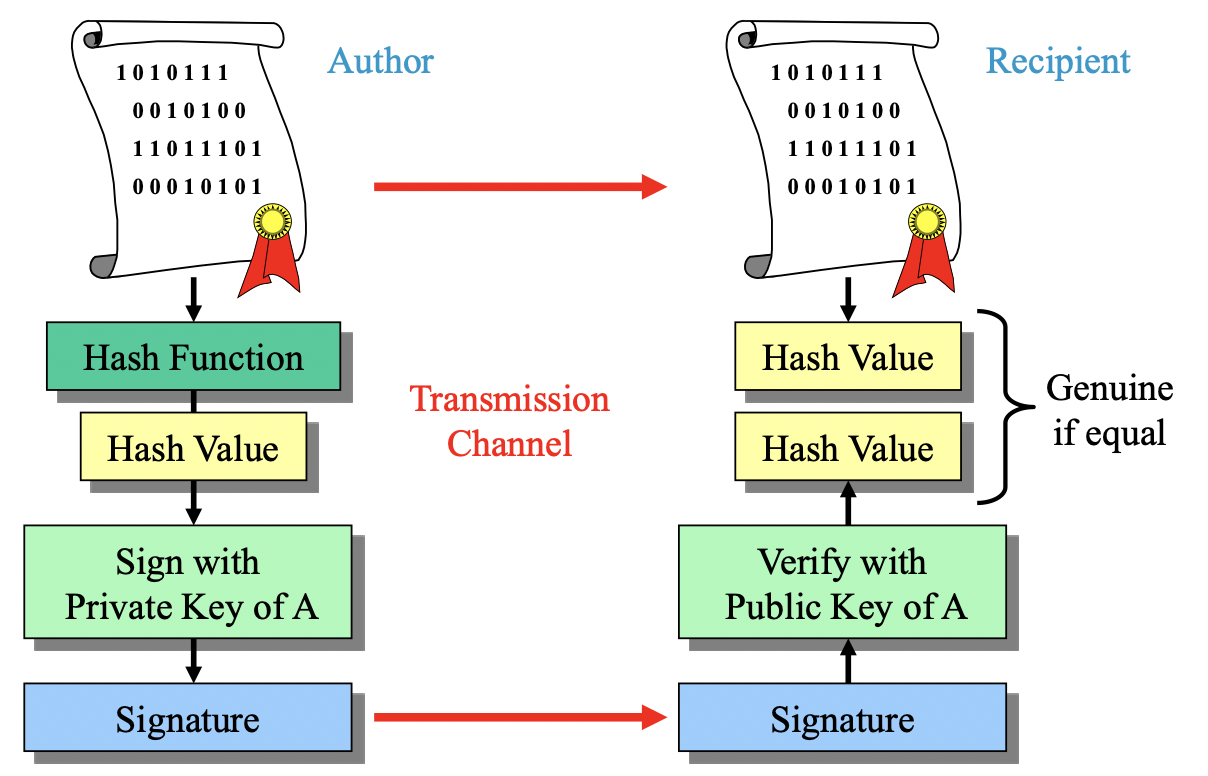 Author
1010111
0010100
11011101
00010101
Hash Function
Hash Value
Sign with
Private Key of A
Signature
Transmission
Channel
Recipient
1010111
0010100
11011101
00010101
Hash Value
Hash Value
Genuine
if equal
Verify with
Public Key of A
Signature